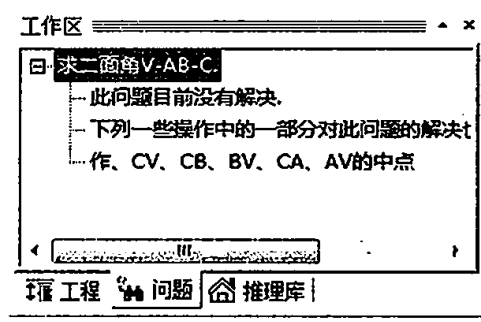 工作区
求二面角V-AB-C.
此问题目前没有解决.
下列一些操作中的一部分对此问题的解决
作、CV、CB、BV、CA、AV的中点
工程 问题 推理库